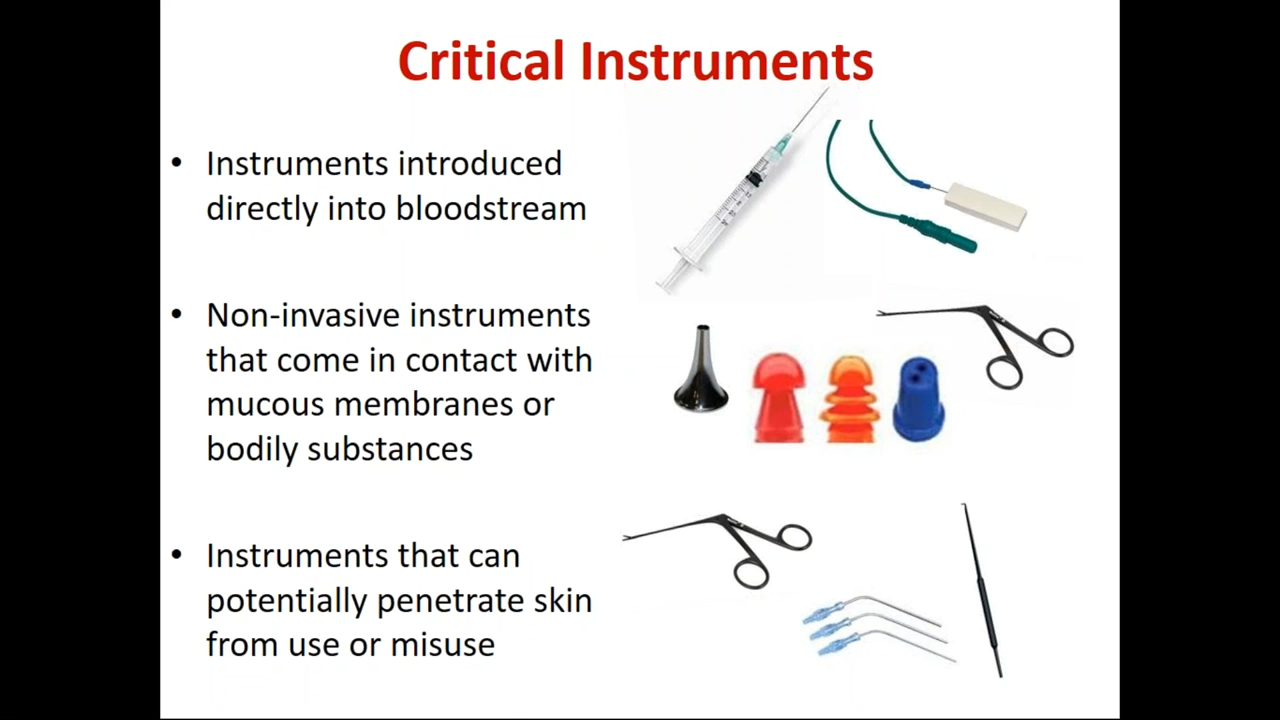 Critical Instruments
• Instruments introduced
directly into bloodstream
• Non-invasive instruments
that come in contact with
mucous membranes or
bodily substances
• Instruments that can
potentially penetrate skin
from use or misuse